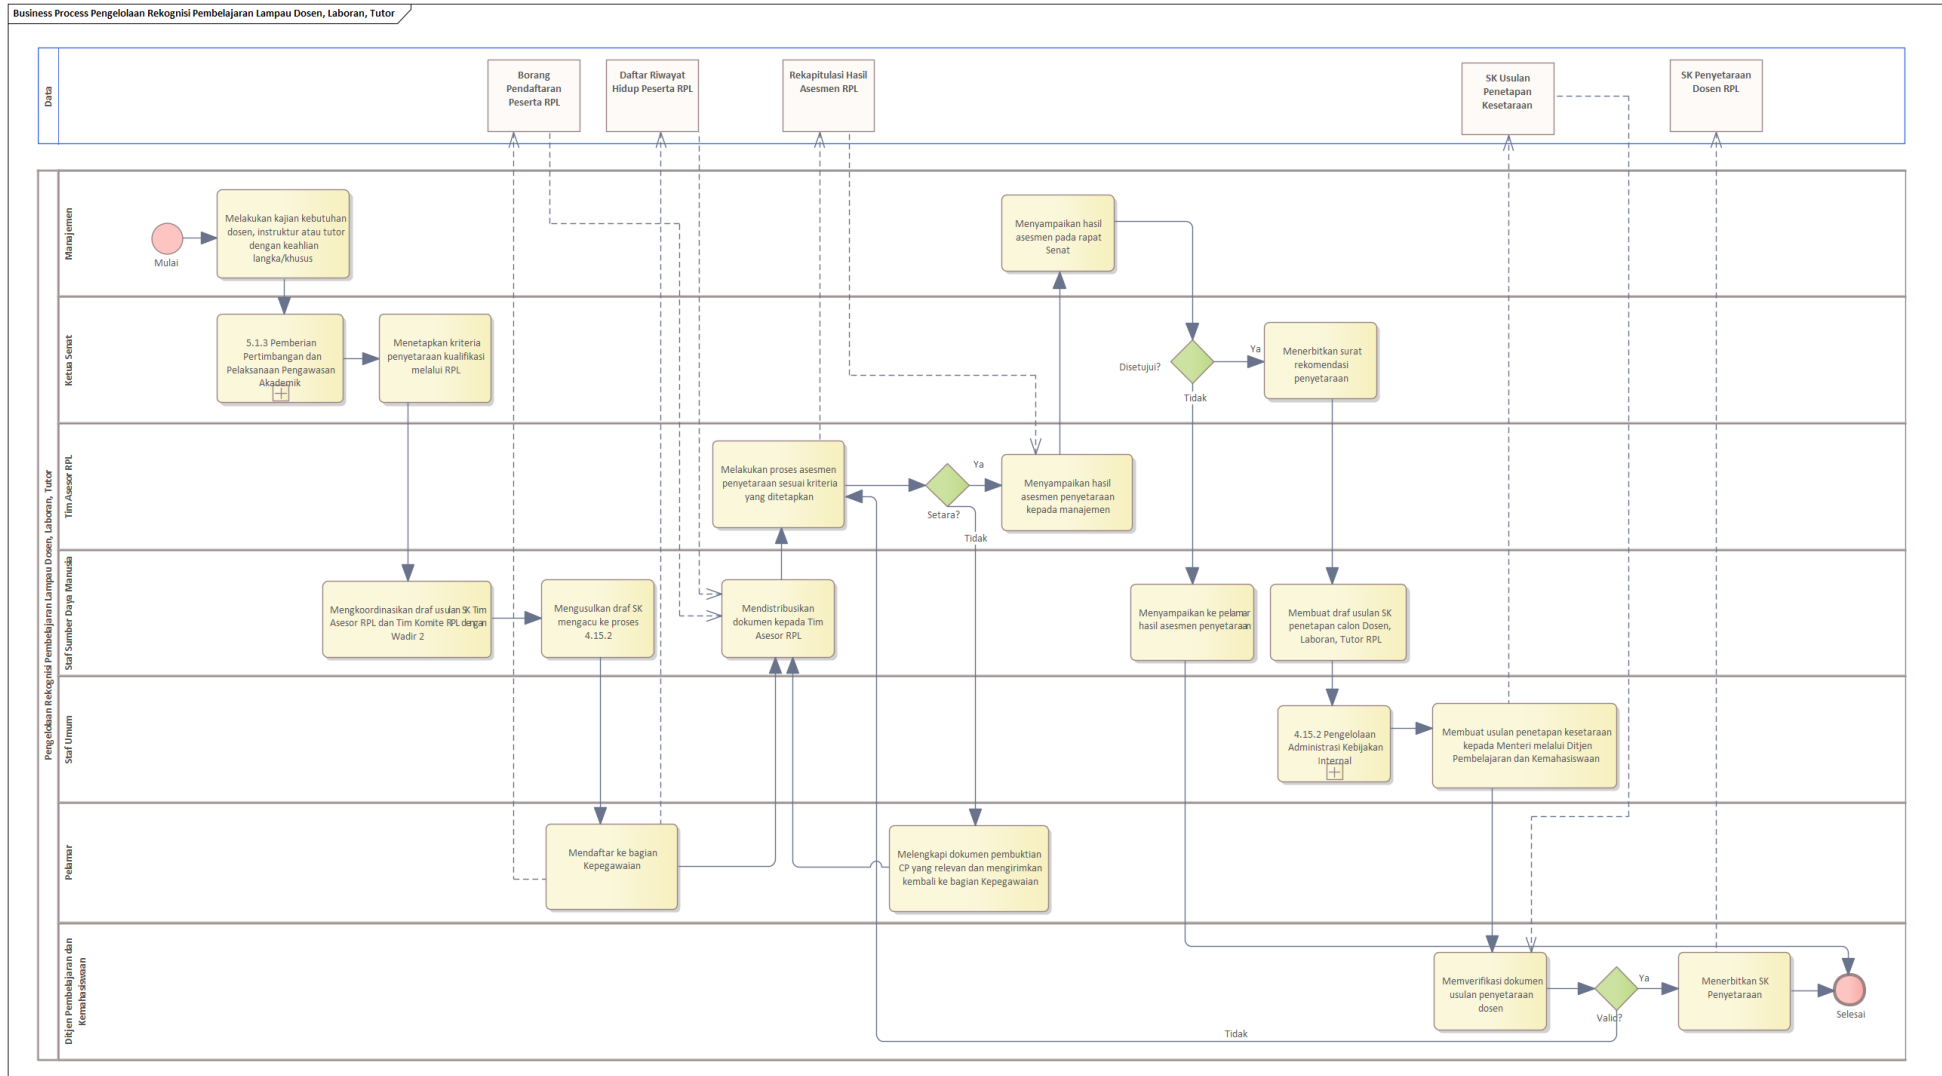 Business Process Pengelolaan Rekognisi Pembelajaran Lampau Dosen, Laboran, Tutor
Data
Borang
Pendaftaran
Peserta RPL
Daftar Riwayat
Hidup Peserta RPL
Rekapitulasi Hasil
Asesmen RPL
SK Usulan
Penetapan
Kesetaraan
SK Penyetaraan
Dosen RPL
Pengelolaan Rekognisi Pembelajaran Lampau Dosen, Laboran, Tutor
Manajemen
Mulai
Melakukan kajian kebutuhan
dosen, instruktur atau tutor
dengan keahlian
langka/khusus
Menyampaikan hasil
asesmen pada rapat
Senat
Ketua Senat
5.1.3 Pemberian
Pertimbangan dan
Pelaksanaan Pengawasan
Akademik
Menetapkan kriteria
penyetaraan kualifikasi
melalui RPL
Disetujui?
Ya
Tidak
Menerbitkan surat
rekomendasi
penyetaraan
Tim Asesor RPL
Melakukan proses asesmen
penyetaraan sesuai kriteria
yang ditetapkan
Setara?
Ya
Tidak
Menyampaikan hasil
asesmen penyetaraan
kepada manajemen
Staf Sumber Daya Manusia
Mengkoordinasikan draf usulan SK Tim
Asesor RPL dan Tim Komite RPL dengan
Wadir 2
Mengusulkan draf SK
mengacu ke proses
4.15.2
Mendistribusikan
dokumen kepada Tim
Asesor RPL
Menyampaikan ke pelamar
hasil asesmen penyetaraan
Membuat draf usulan SK
penetapan calon Dosen,
Laboran, Tutor RPL
Staf Umum
4.15.2 Pengelolaan
Administrasi Kebijakan
Internal
Membuat usulan penetapan kesetaraan
kepada Menteri melalui Ditjen
Pembelajaran dan Kemahasiswaan
Pelamar
Mendaftar ke bagian
Kepegawaian
Melengkapi dokumen pembuktian
CP yang relevan dan mengirimkan
kembali ke bagian Kepegawaian
Ditjen Pembelajaran dan
Kemahasiswaan
Memverifikasi dokumen
usulan penyetaraan
dosen
Valid?
Ya
Tidak
Menerbitkan SK
Penyetaraan
Selesai